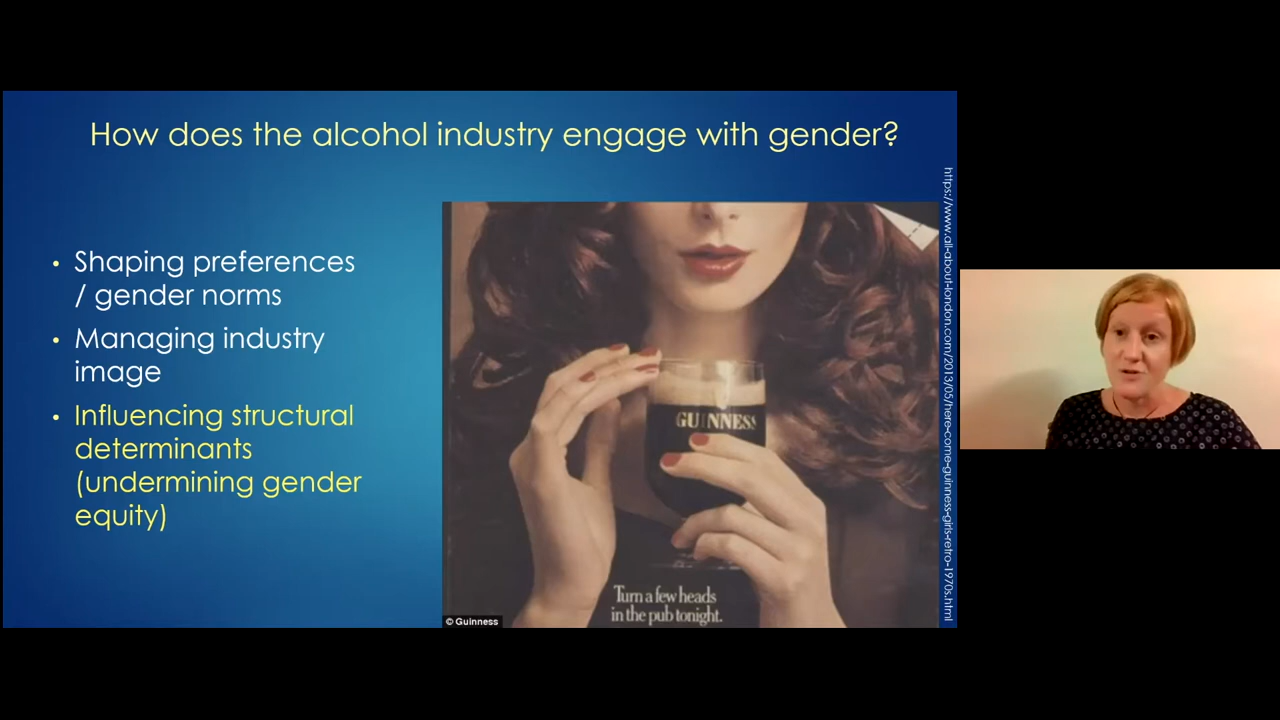 How does the alcohol industry engage with gender?
• Shaping preferences
/ gender norms
• Managing industry
image
• Influencing structural
determinants
(undermining gender
equity)
GUINNESS
Turn a few heads
in the pub tonight.
© Guinness
https://www.all-about-london.com/2013/05/here-come-guinness-girls-retro-1970s.html